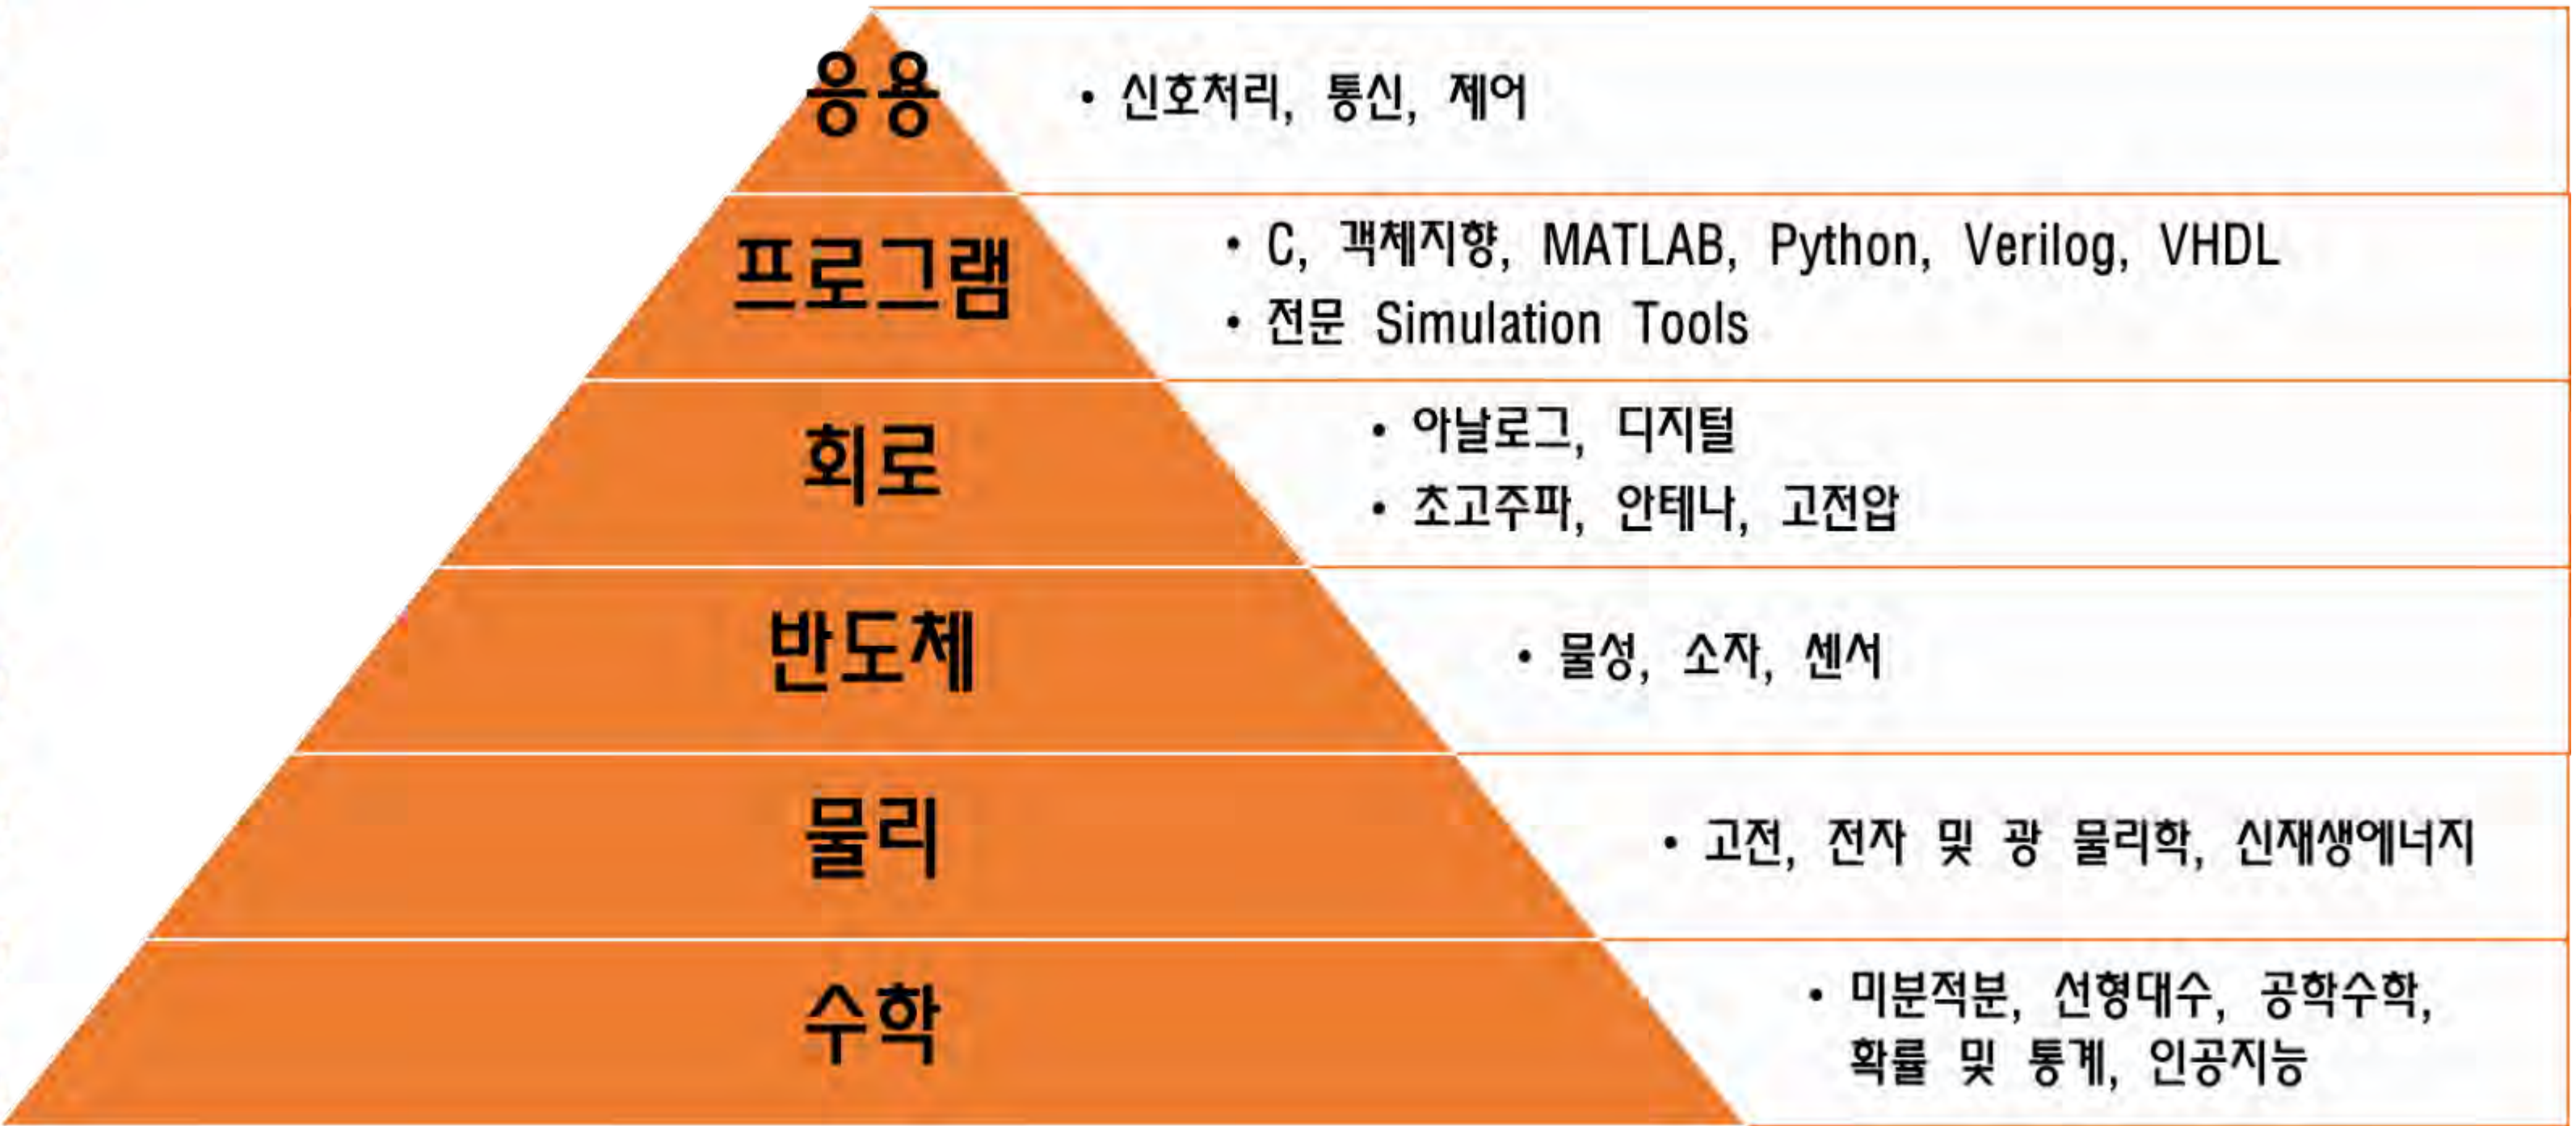 응용
• 신호처리, 통신, 제어
프로그램
• C, 객체지향, MATLAB, Python, Verilog, VHDL
• 전문 Simulation Tools
회로
• 아날로그, 디지털
• 초고주파, 안테나, 고전압
반도체
• 물성, 소자, 센서
물리
• 고전, 전자 및 광 물리학, 신재생에너지
수학
• 미분적분, 선형대수, 공학수학,
확률 및 통계, 인공지능